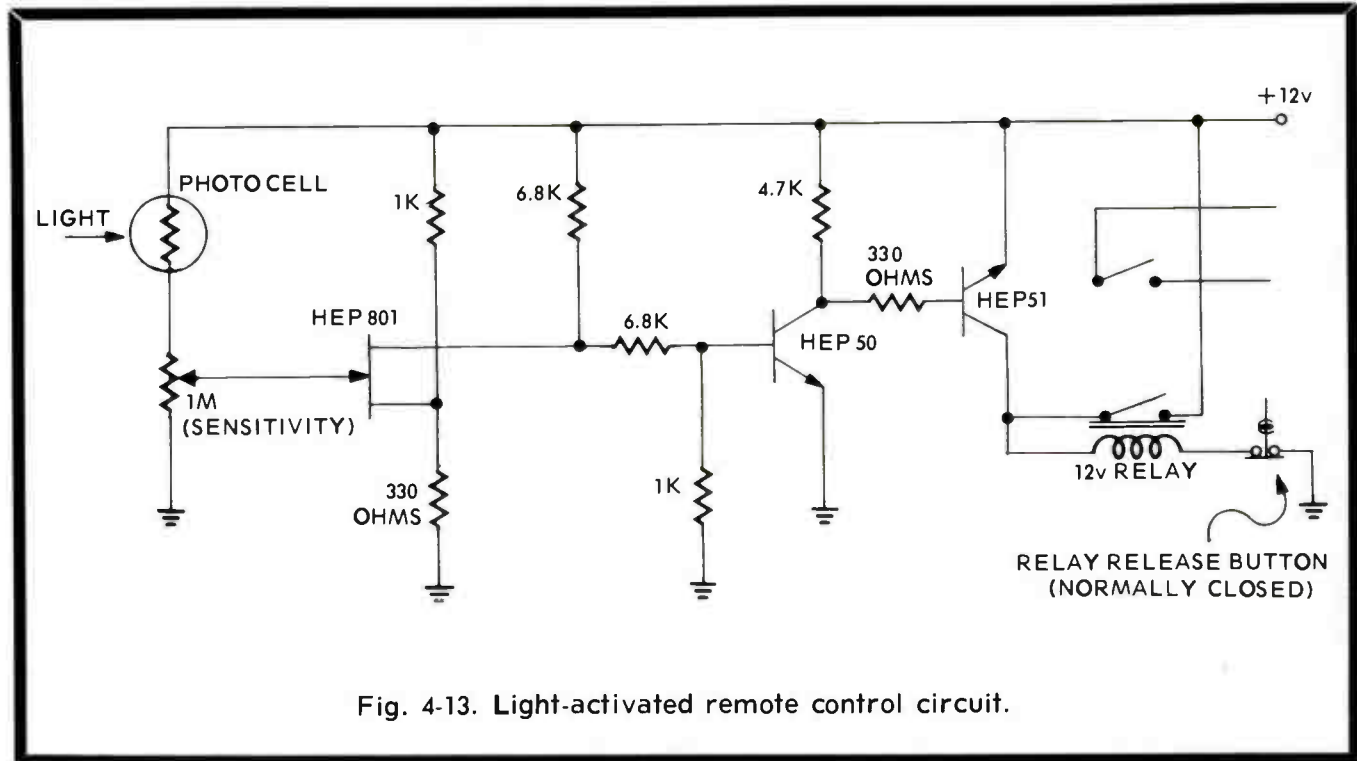 +12v
PHOTO CELL
LIGHT
1K
6.8K
4.7K
330
OHMS
HEP51
HEP 801
6.8K
HEP 50
1M
(SENSITIVITY)
330
OHMS
1K
12v RELAY
RELAY RELEASE BUTTON
(NORMALLY CLOSED)
Fig. 4-13. Light-activated remote control circuit.